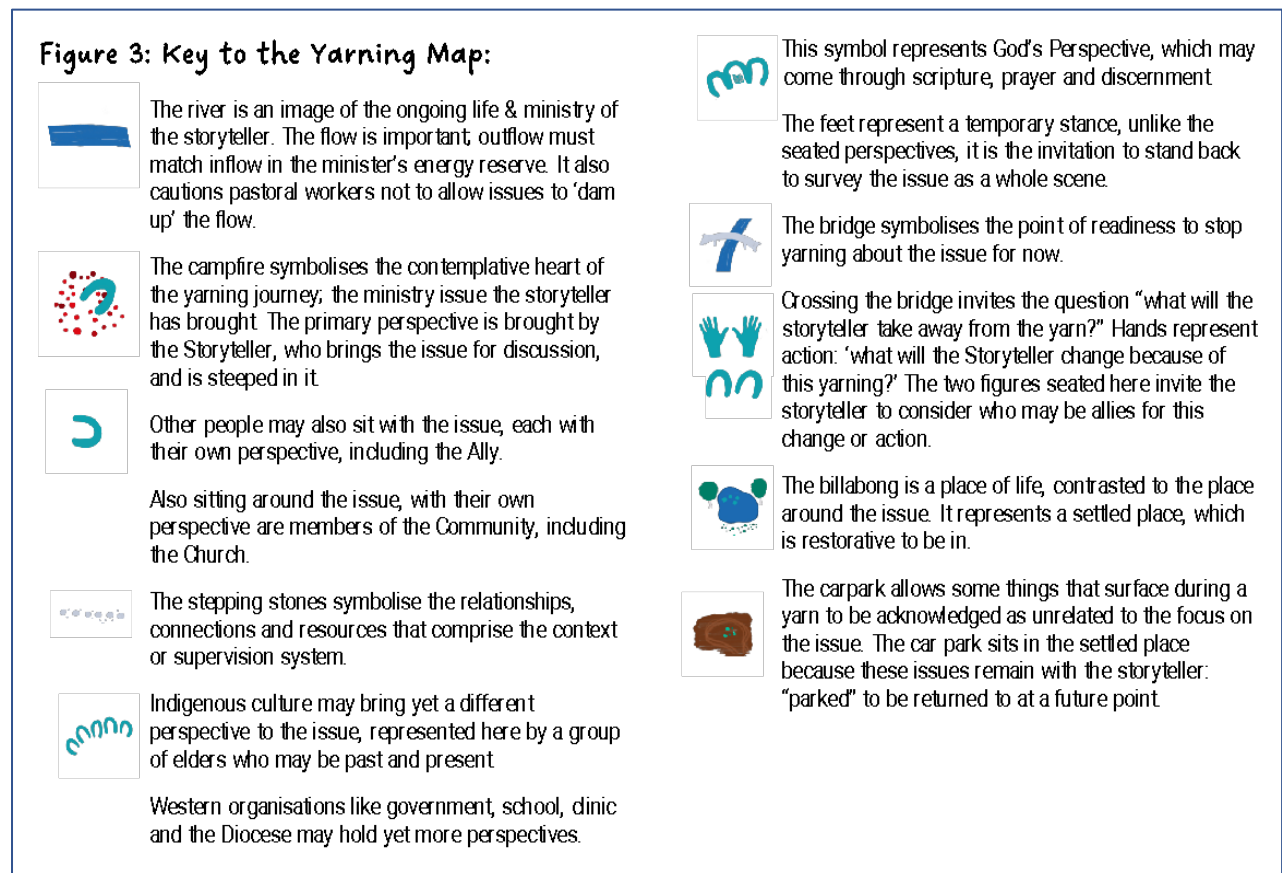 Figure 3: Key to the Yarning Map:
The river is an image of the ongoing life & ministry of
the storyteller. The flow is important; outflow must
match inflow in the minister's energy reserve. It also
cautions pastoral workers not to allow issues to 'dam
up' the flow.
The campfire symbolises the contemplative heart of
the yarning journey; the ministry issue the storyteller
has brought. The primary perspective is brought by
the Storyteller, who brings the issue for discussion,
and is steeped in it.
Other people may also sit with the issue, each with
their own perspective, including the Ally.
Also sitting around the issue, with their own
perspective are members of the Community, including
the Church.
The stepping stones symbolise the relationships,
connections and resources that comprise the context
or supervision system.
Indigenous culture may bring yet a different
perspective to the issue, represented here by a group
of elders who may be past and present.
Western organisations like government, school, clinic
and the Diocese may hold yet more perspectives.
This symbol represents God's Perspective, which may
come through scripture, prayer and discernment.
The feet represent a temporary stance, unlike the
seated perspectives, it is the invitation to stand back
to survey the issue as a whole scene.
The bridge symbolises the point of readiness to stop
yarning about the issue for now.
Crossing the bridge invites the question "what will the
storyteller take away from the yarn?" Hands represent
action: 'what will the Storyteller change because of
this yarning?' The two figures seated here invite the
storyteller to consider who may be allies for this
change or action.
The billabong is a place of life, contrasted to the place
around the issue. It represents a settled place, which
is restorative to be in.
The carpark allows some things that surface during a
yarn to be acknowledged as unrelated to the focus on
the issue. The car park sits in the settled place
because these issues remain with the storyteller:
"parked" to be returned to at a future point.